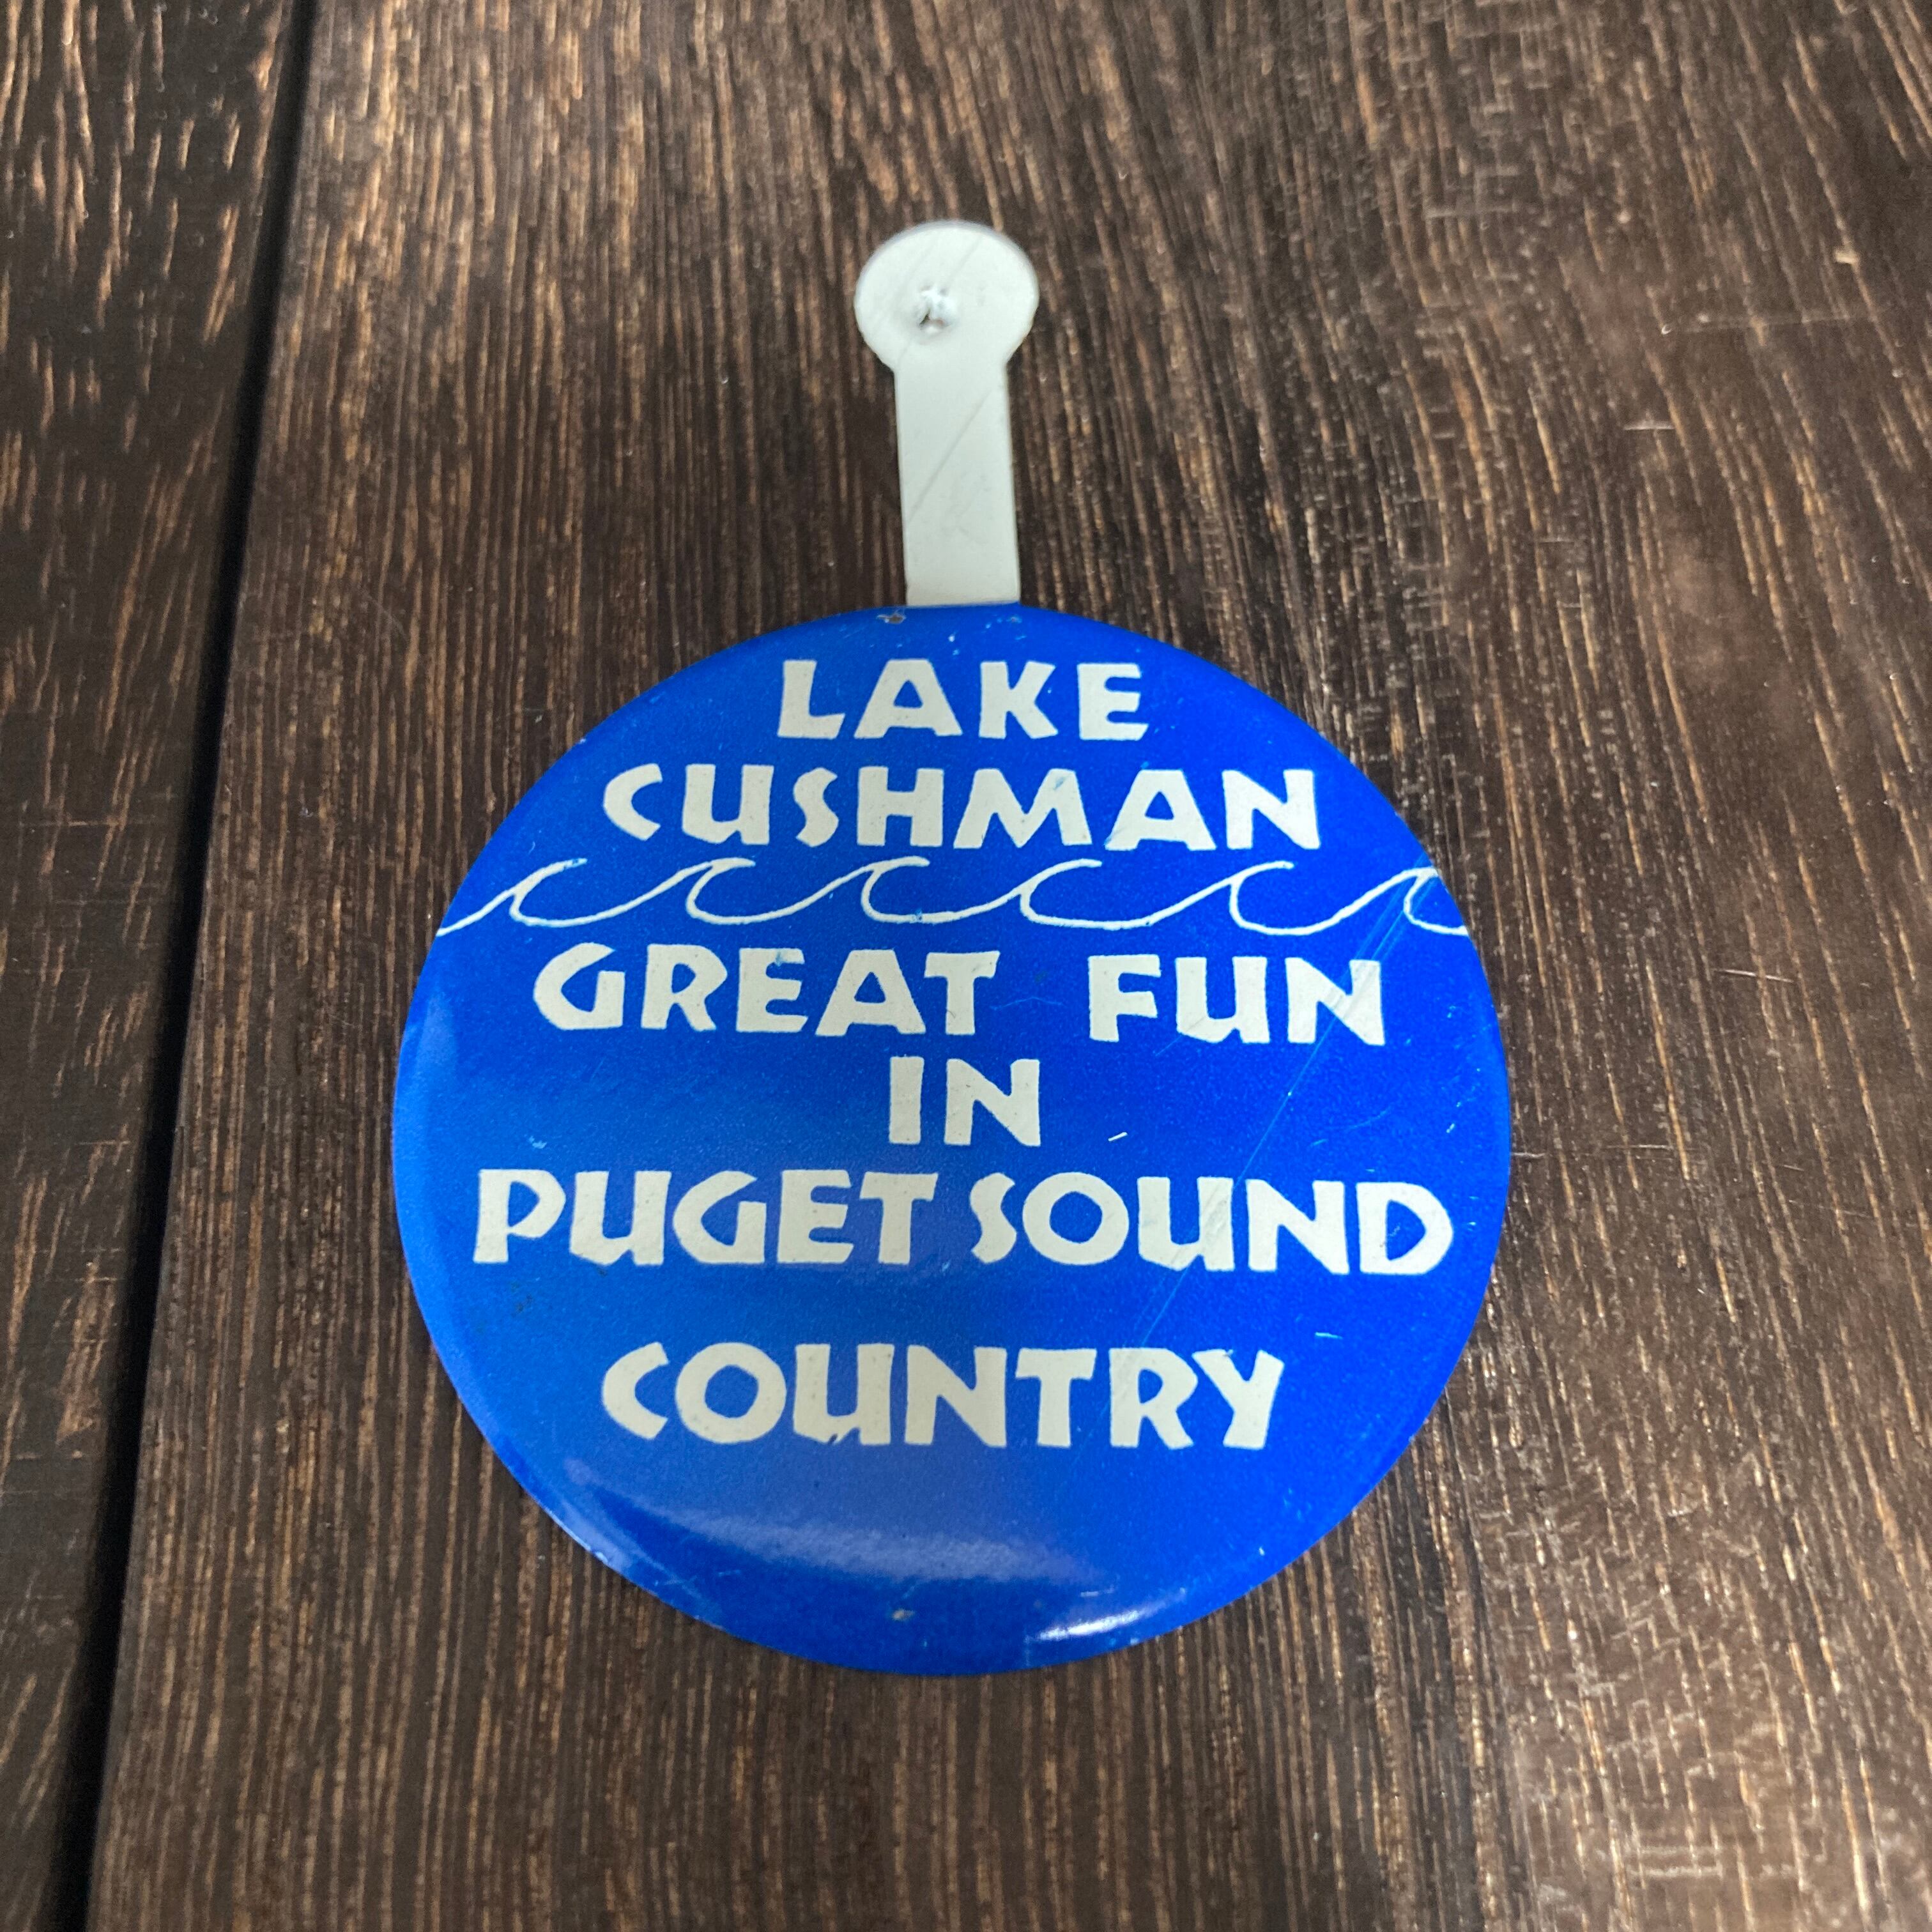 LAKE
CUSHMAN
GREAT FUN
IN
PUGET SOUND
COUNTRY